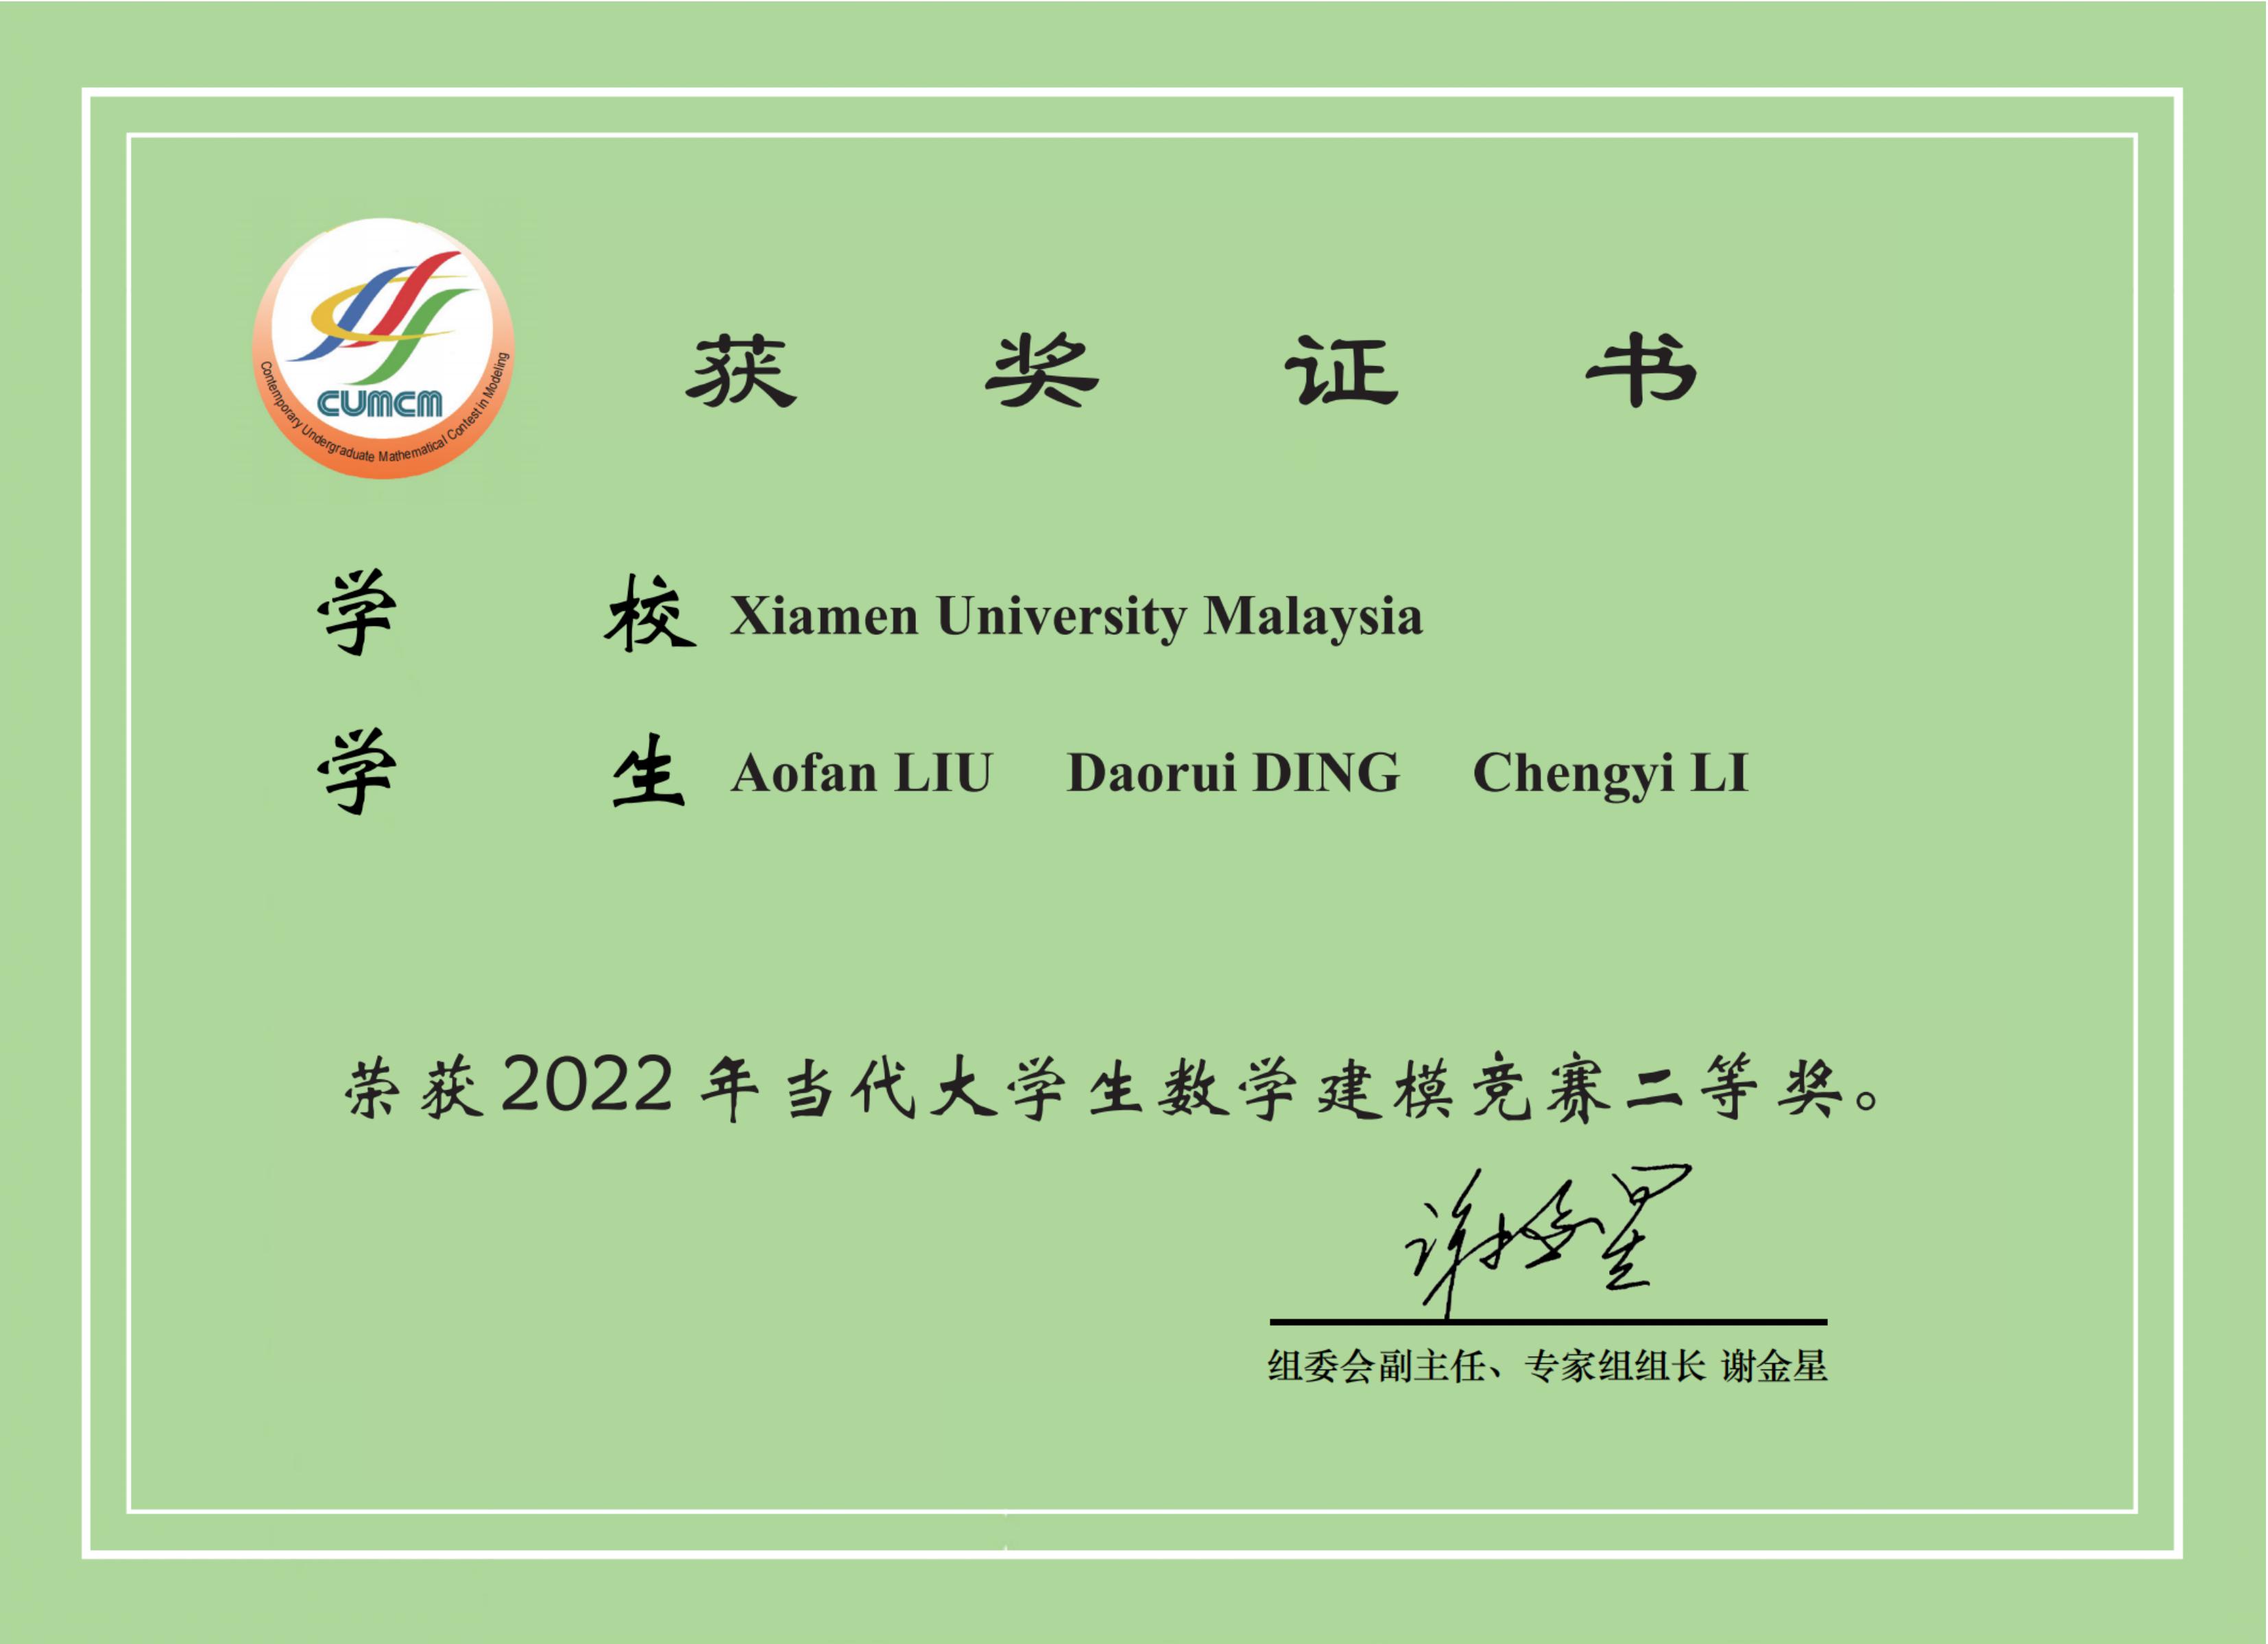 CUMCM
Contemporary Undergraduate Mathematical Contest in Modeling
获奖证书
学校 Xiamen University Malaysia
学生 Aofan LIU Daorui DING Chengyi LI
荣获2022年当代大学生数学建模竞赛二等奖。
谢金星
组委会副主任、专家组组长 谢金星